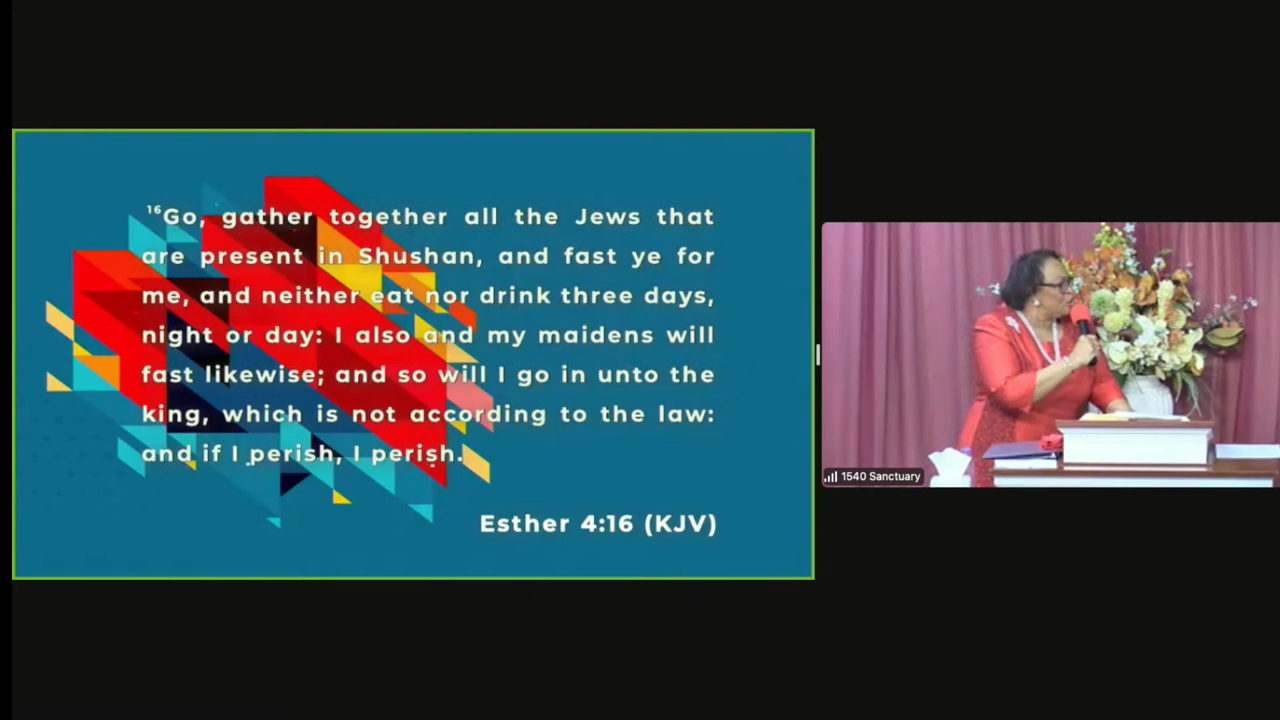 ¹⁶Go, gather together all the Jews that
are present in Shushan, and fast ye for
me, and neither eat nor drink three days,
night or day: I also and my maidens will
fast likewise; and so will I go in unto the
king, which is not according to the law:
and if I perish, I perish.
Esther 4:16 (KJV)
1540 Sanctuary